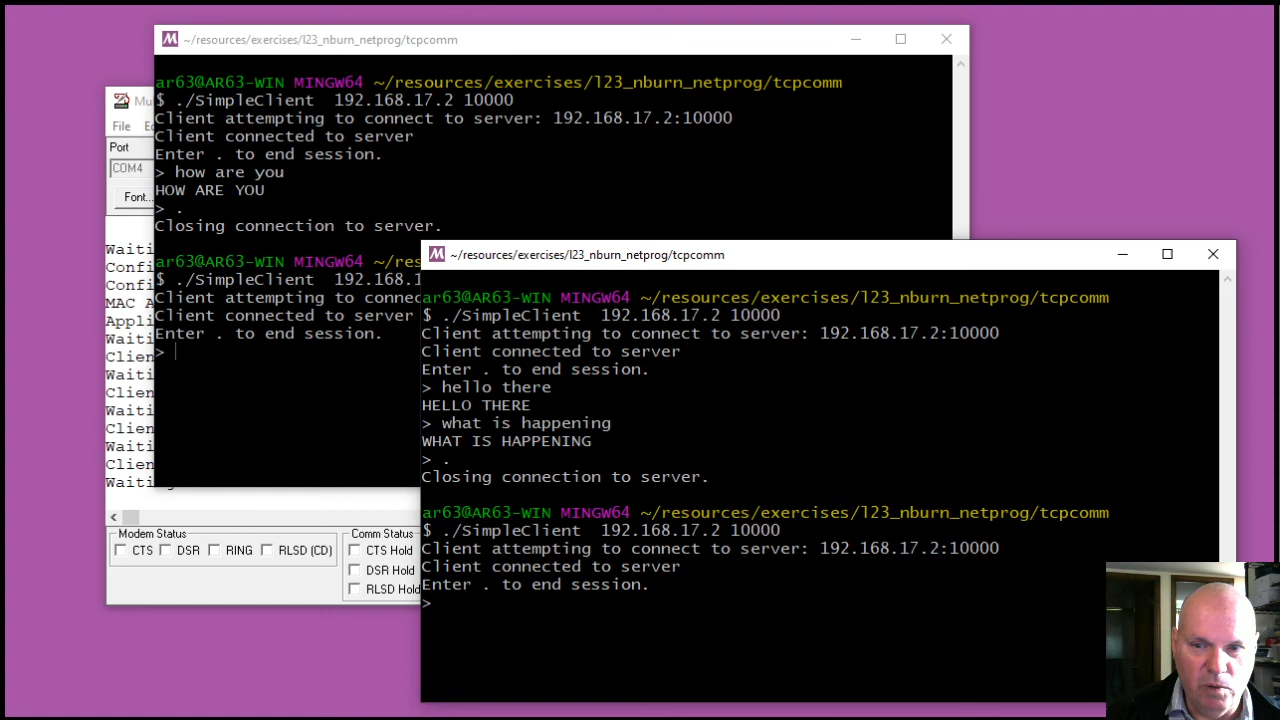 ~/resources/exercises/l23_nburn_netprog/tcpcomm
ar63@AR63-WIN MINGW64 ~/resources/exercises/l23_nburn_netprog/tcpcomm
$ ./SimpleClient  192.168.17.2 10000
Client attempting to connect to server: 192.168.17.2:10000
Client connected to server
Enter . to end session.
> how are you
HOW ARE YOU
> .
Closing connection to server.
ar63@AR63-WIN MINGW64 ~/res
$ ./SimpleClient  192.168.1
Client attempting to connec
Client connected to server
Enter . to end session.
>
~/resources/exercises/l23_nburn_netprog/tcpcomm
ar63@AR63-WIN MINGW64 ~/resources/exercises/l23_nburn_netprog/tcpcomm
$ ./SimpleClient  192.168.17.2 10000
Client attempting to connect to server: 192.168.17.2:10000
Client connected to server
Enter . to end session.
> hello there
HELLO THERE
> what is happening
WHAT IS HAPPENING
> .
Closing connection to server.
ar63@AR63-WIN MINGW64 ~/resources/exercises/l23_nburn_netprog/tcpcomm
$ ./SimpleClient  192.168.17.2 10000
Client attempting to connect to server: 192.168.17.2:10000
Client connected to server
Enter . to end session.
>
Mu
File E
Port
COM4
Font...
Waiti
Confi
Confi
MAC A
Appli
Waiti
Clien
Waiti
Clien
Waiti
Clien
Waiti
Clien
Modem Status
CTS DSR RING RLSD (CD)
Comm Status
CTS Hold
DSR Hold
RLSD Hold